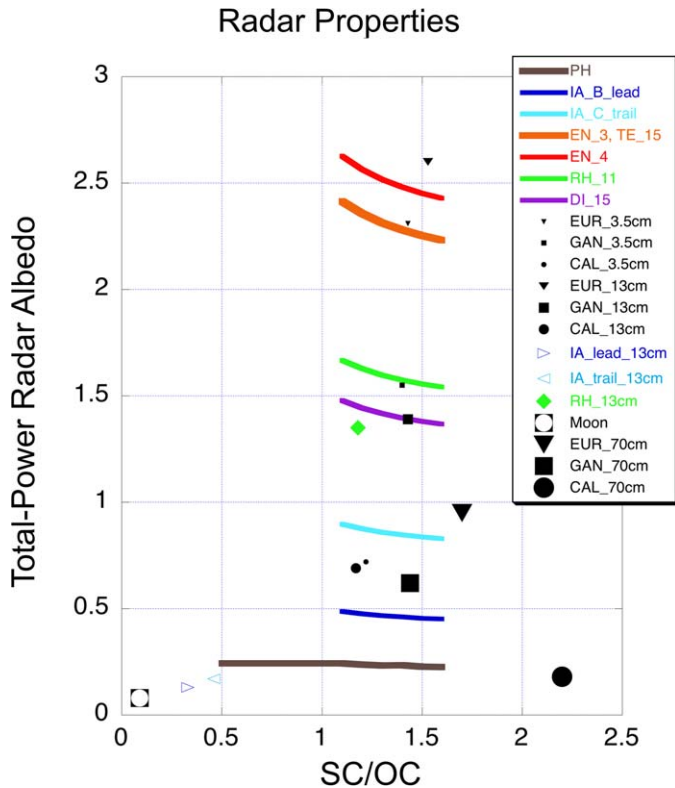 Radar Properties
Total-Power Radar Albedo
3
2.5
2
1.5
1
0.5
0
0
0.5
1
1.5
2
2.5
SC/OC
PH
IA_B_lead
IA_C_trail
EN_3, TE_15
EN_4
RH_11
DI_15
EUR_3.5cm
GAN_3.5cm
CAL_3.5cm
EUR_13cm
GAN_13cm
CAL_13cm
IA_lead_13cm
IA_trail_13cm
RH_13cm
Moon
EUR_70cm
GAN_70cm
CAL_70cm